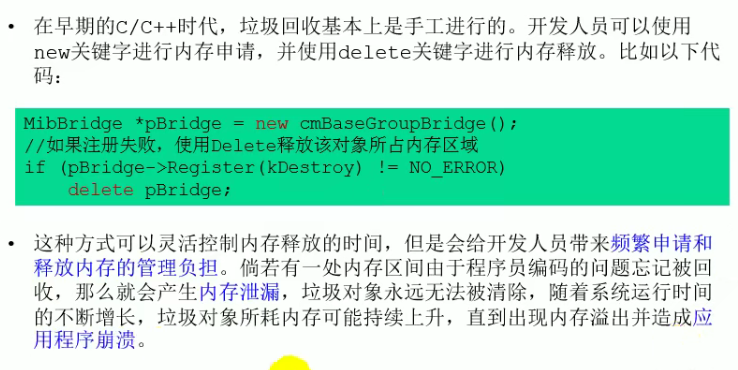 • 在早期的C/C++时代，垃圾回收基本上是手工进行的。开发人员可以使用
new关键字进行内存申请，并使用delete关键字进行内存释放。比如以下代
码：
MibBridge *pBridge = new cmBaseGroupBridge();
//如果注册失败，使用Delete释放该对象所占内存区域
if (pBridge->Register(kDestroy) != NO_ERROR)
    delete pBridge;
• 这种方式可以灵活控制内存释放的时间，但是会给开发人员带来频繁申请和
释放内存的管理负担。倘若有一处内存区间由于程序员编码的问题忘记被回
收，那么就会产生内存泄漏，垃圾对象永远无法被清除，随着系统运行时间
的不断增长，垃圾对象所耗内存可能持续上升，直到出现内存溢出并造成应
用程序崩溃。